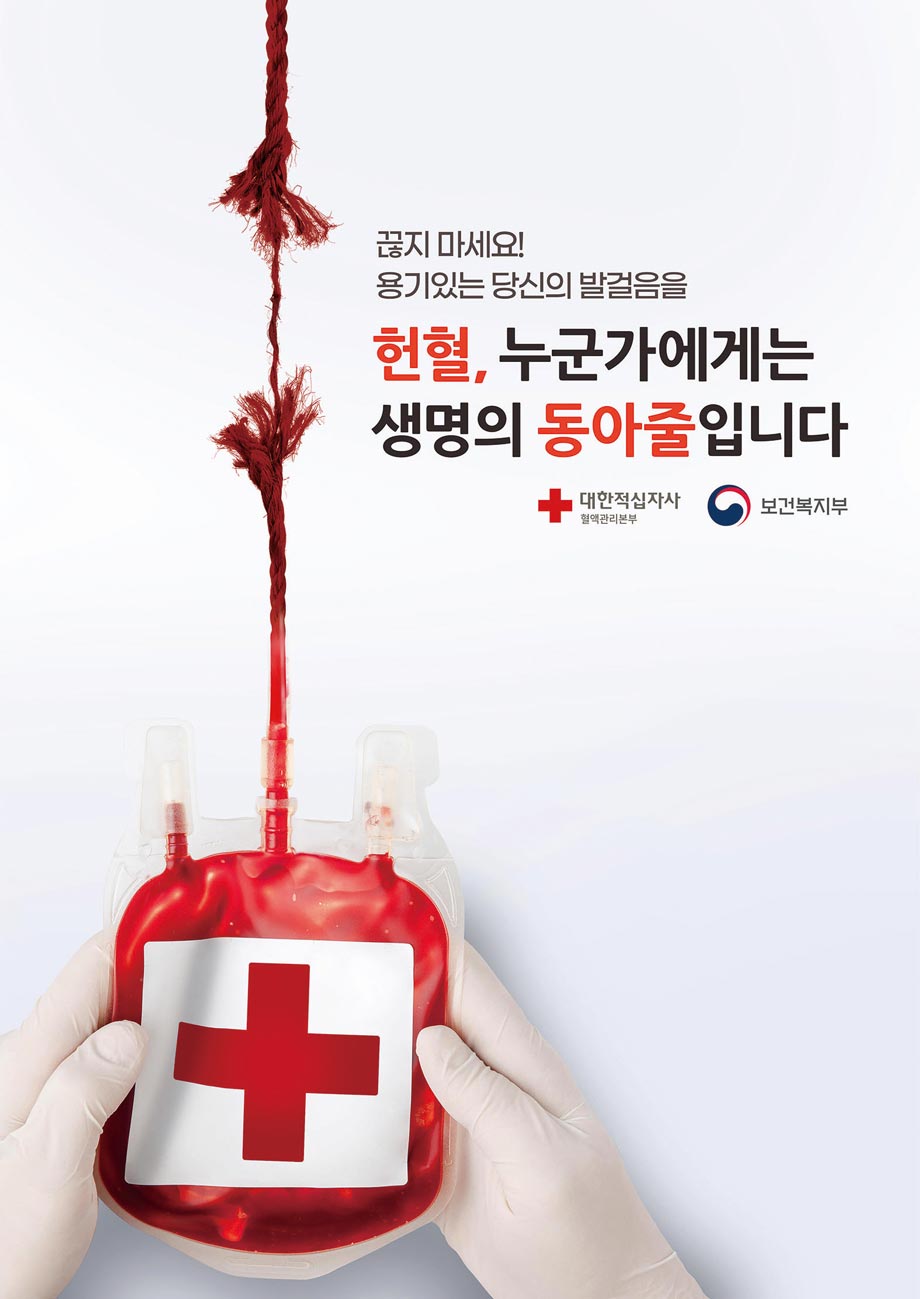 끊지 마세요!
용기있는 당신의 발걸음을
헌혈, 누군가에게는
생명의 동아줄입니다
대한적십자사
혈액관리본부
보건복지부